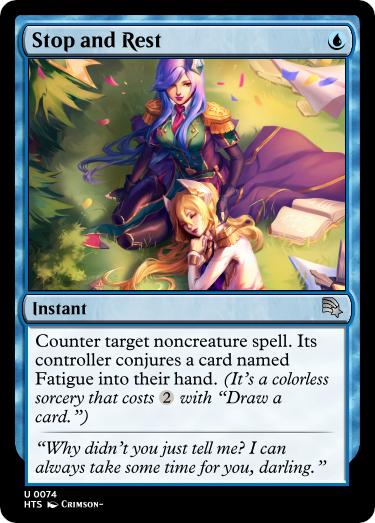 Stop and Rest
Instant
Counter target noncreature spell. Its
controller conjures a card named
Fatigue into their hand. (It's a colorless
sorcery that costs 2 with “Draw a
card.”)
“Why didn't you just tell me? I can
always take some time for you, darling.”
U 0074
HTS Crimson~